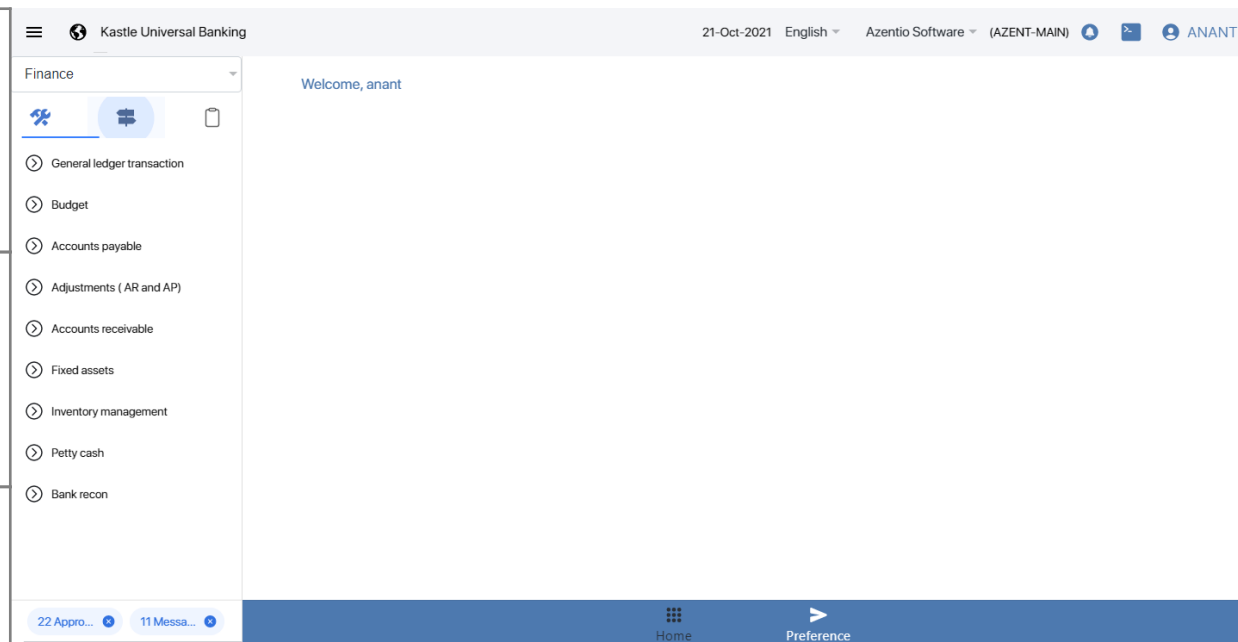 Kastle Universal Banking
21-Oct-2021 English Azentio Software (AZENT-MAIN) ANANT
Finance
Welcome, anant
General ledger transaction
Budget
Accounts payable
Adjustments ( AR and AP)
Accounts receivable
Fixed assets
Inventory management
Petty cash
Bank recon
22 Appro... 11 Messa...
Home Preference